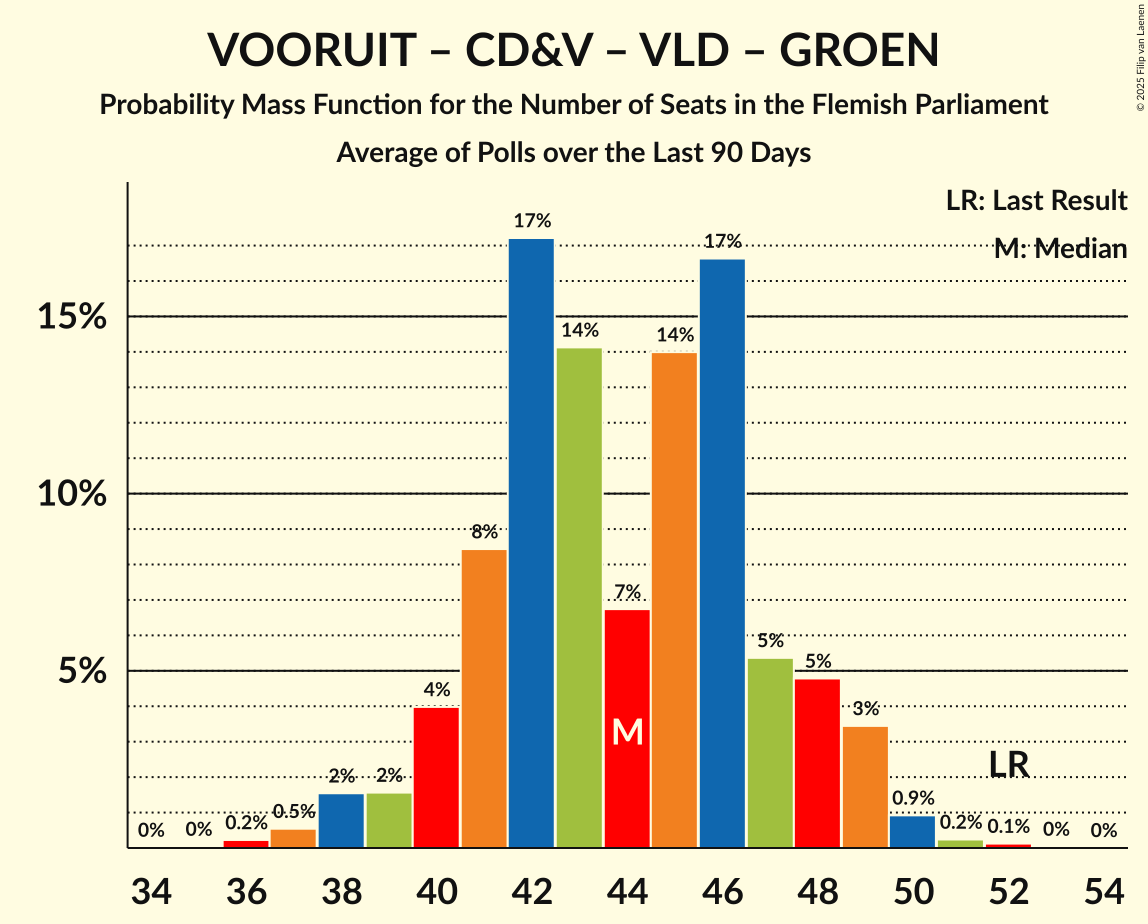 VOORUIT – CD&V – VLD – GROEN
Probability Mass Function for the Number of Seats in the Flemish Parliament
Average of Polls over the Last 90 Days
© 2025 Filip van Laenen
LR: Last Result
M: Median
15%
10%
5%
0%
0%
0.2%
0.5%
2%
2%
4%
8%
17%
14%
7%
14%
17%
5%
5%
3%
0.9%
0.2%
0.1%
0%
0%
M
LR
34 36 38 40 42 44 46 48 50 52 54